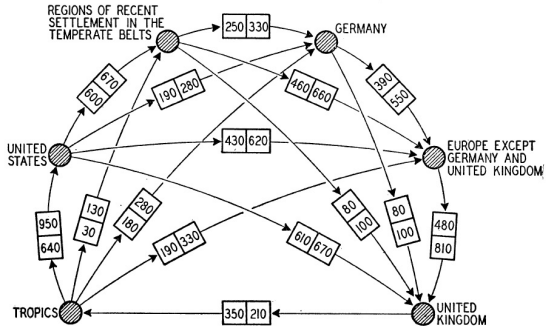 REGIONS OF RECENT
SETTLEMENT IN THE
TEMPERATE BELTS
250 330
GERMANY
670
600
190 280
460 660
390
550
UNITED
STATES
430 620
EUROPE EXCEPT
GERMANY AND
UNITED KINGDOM
950
640
130
30
280
180
190 330
610 670
80
100
80
100
480
810
TROPICS
350 210
UNITED
KINGDOM